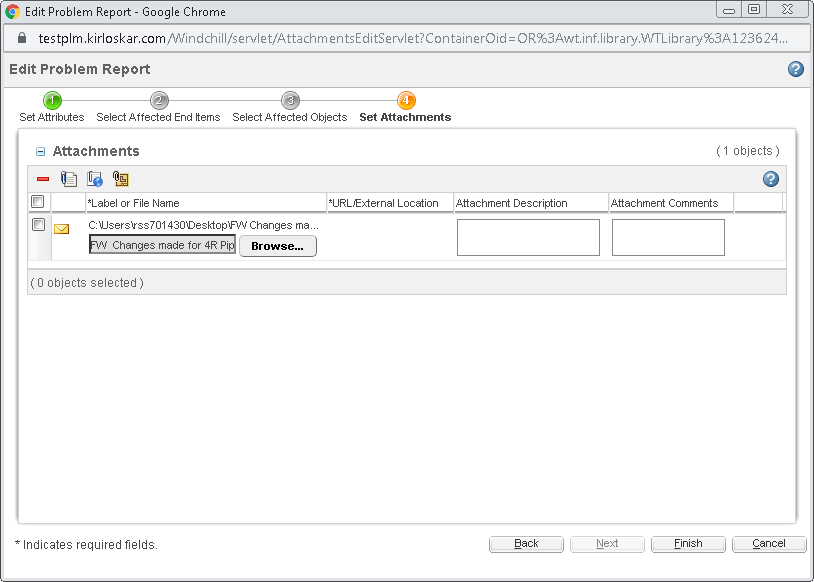 Edit Problem Report - Google Chrome
testplm.kirloskar.com/Windchill/servlet/AttachmentsEditServlet?ContainerOid=OR%3Awt.inf.library.WTLibrary%3A123624...
Edit Problem Report
1 2 3 4
Set Attributes Select Affected End Items Select Affected Objects Set Attachments
Attachments ( 1 objects )
*Label or File Name *URL/External Location Attachment Description Attachment Comments
C:\Users\rss701430\Desktop\FW Changes ma...
FW Changes made for 4R Pip Browse...
( 0 objects selected )
* Indicates required fields. Back Next Finish Cancel